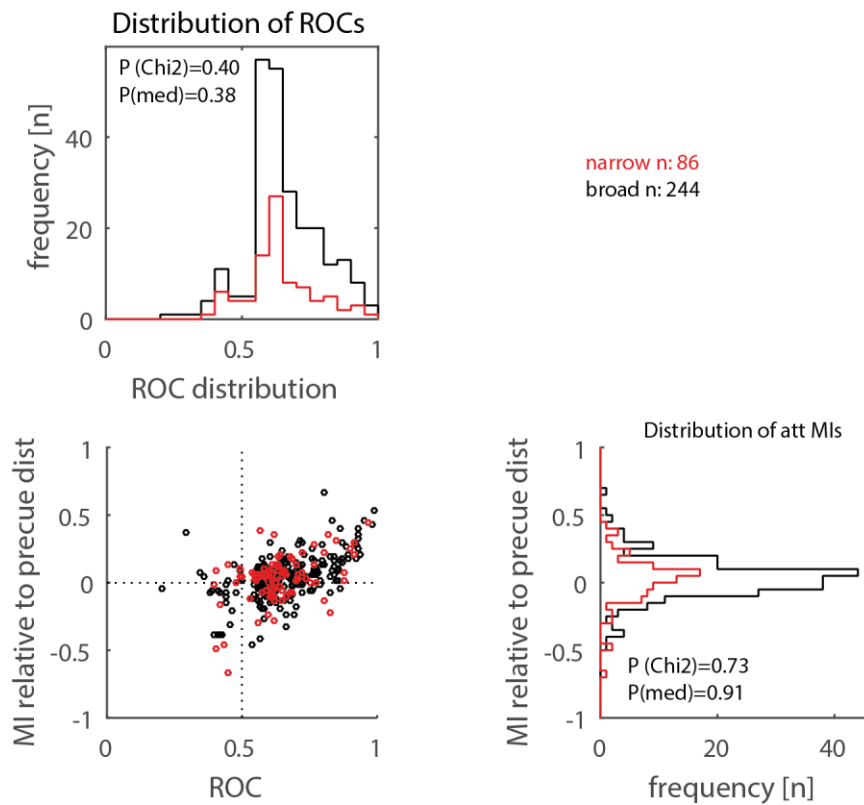 Distribution of ROCs
P (Chi2)=0.40
P(med)=0.38
frequency [n]
40
20
0
0
0.5
1
ROC distribution
narrow n: 86
broad n: 244
MI relative to precue dist
1
0.5
0
-0.5
-1
0
0.5
1
ROC
Distribution of att MIs
MI relative to precue dist
1
0.5
0
-0.5
-1
P (Chi2)=0.73
P(med)=0.91
0
20
40
frequency [n]